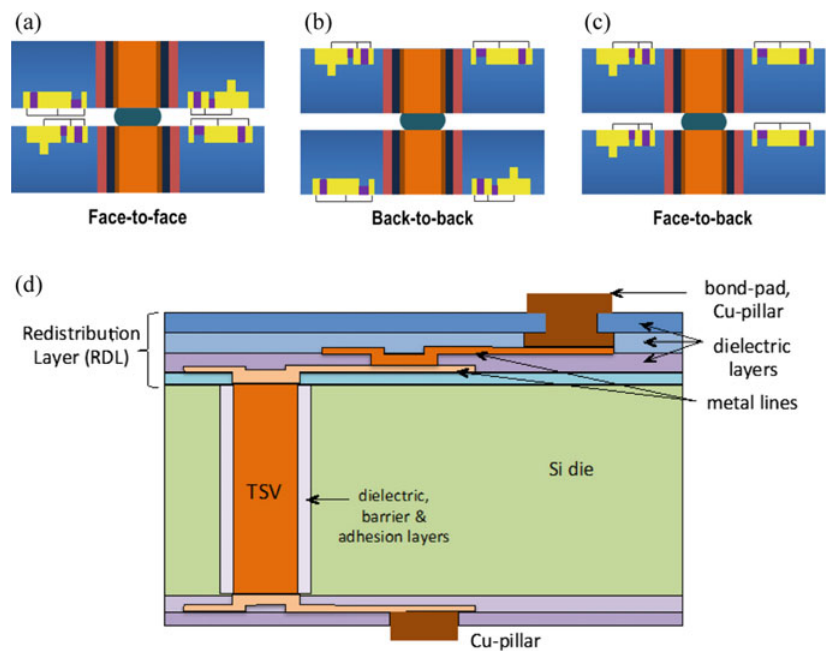 (a)
(b)
(c)
Face-to-face
Back-to-back
Face-to-back
(d)
Redistribution
Layer (RDL)
bond-pad,
Cu-pillar
dielectric
layers
metal lines
TSV
Si die
dielectric,
barrier &
adhesion layers
Cu-pillar